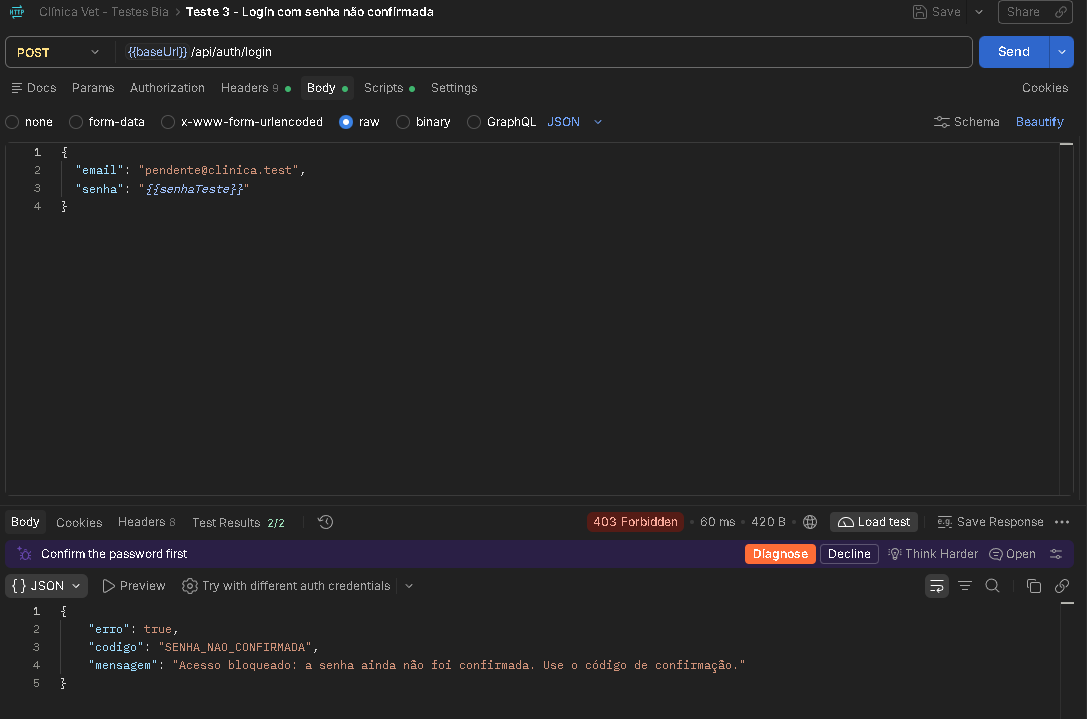 HTTP Clínica Vet - Testes Bia > Teste 3 - Login com senha não confirmada Save Share
POST {{baseUrl}} /api/auth/login Send
Docs Params Authorization Headers 9 Body Scripts Settings Cookies
none form-data x-www-form-urlencoded raw binary GraphQL JSON Schema Beautify
1 {
2 "email": "pendente@clinica.test",
3 "senha": "{{senhaTeste}}"
4 }
Body Cookies Headers 8 Test Results 2/2 403 Forbidden • 60 ms • 420 B • Load test e.g. Save Response
Confirm the password first Diagnose Decline Think Harder Open
{} JSON Preview Try with different auth credentials
1 {
2 "erro": true,
3 "codigo": "SENHA_NAO_CONFIRMADA",
4 "mensagem": "Acesso bloqueado: a senha ainda não foi confirmada. Use o código de confirmação."
5 }